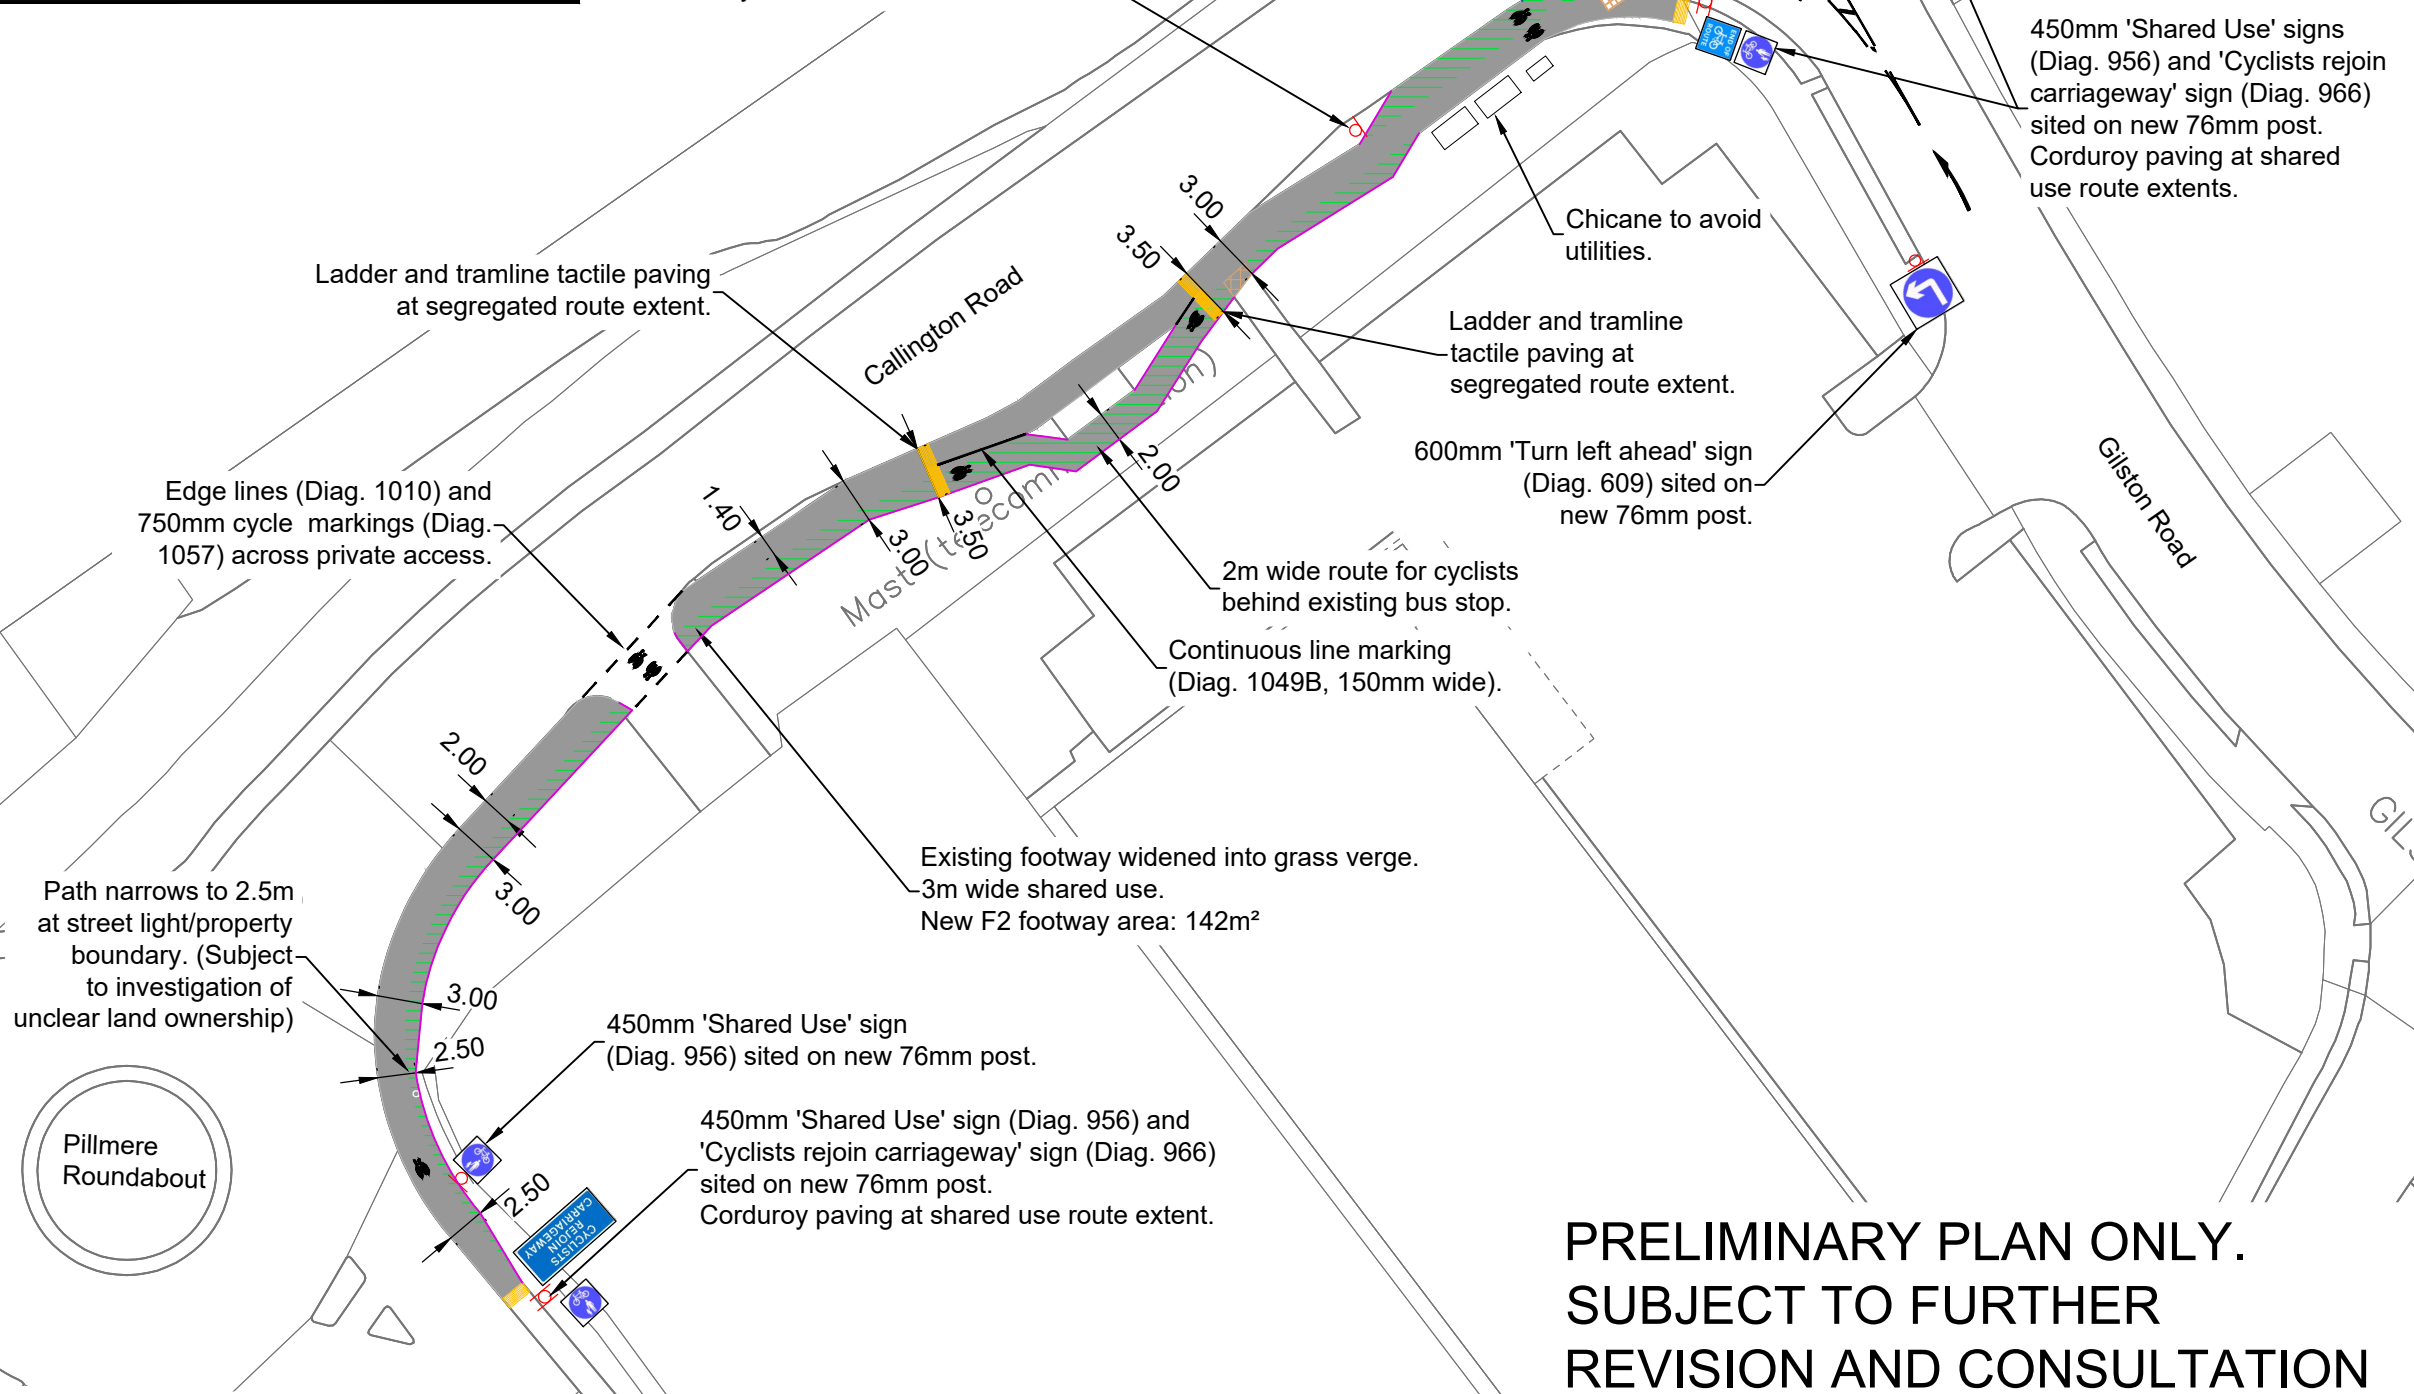 450mm 'Shared Use' signs
(Diag. 956) and 'Cyclists rejoin
carriageway' sign (Diag. 966)
sited on new 76mm post.
Corduroy paving at shared
use route extents.
END OF
ROUTE
3.00
3.50
Chicane to avoid
utilities.
Ladder and tramline tactile paving
at segregated route extent.
Callington Road
Ladder and tramline
tactile paving at
segregated route extent.
600mm 'Turn left ahead' sign
(Diag. 609) sited on
new 76mm post.
Gilston Road
Edge lines (Diag. 1010) and
750mm cycle  markings (Diag.
1057) across private access.
1.40
3.00
3.50
2.00
Mast
2m wide route for cyclists
behind existing bus stop.
Continuous line marking
(Diag. 1049B, 150mm wide).
2.00
3.00
Existing footway widened into grass verge.
3m wide shared use.
New F2 footway area: 142m²
Path narrows to 2.5m
at street light/property
boundary. (Subject
to investigation of
unclear land ownership)
3.00
2.50
450mm 'Shared Use' sign
(Diag. 956) sited on new 76mm post.
450mm 'Shared Use' sign (Diag. 956) and
'Cyclists rejoin carriageway' sign (Diag. 966)
sited on new 76mm post.
Corduroy paving at shared use route extent.
Pillmere
Roundabout
2.50
CYCLISTS
REJOIN
CARRIAGEWAY
PRELIMINARY PLAN ONLY.
SUBJECT TO FURTHER
REVISION AND CONSULTATION